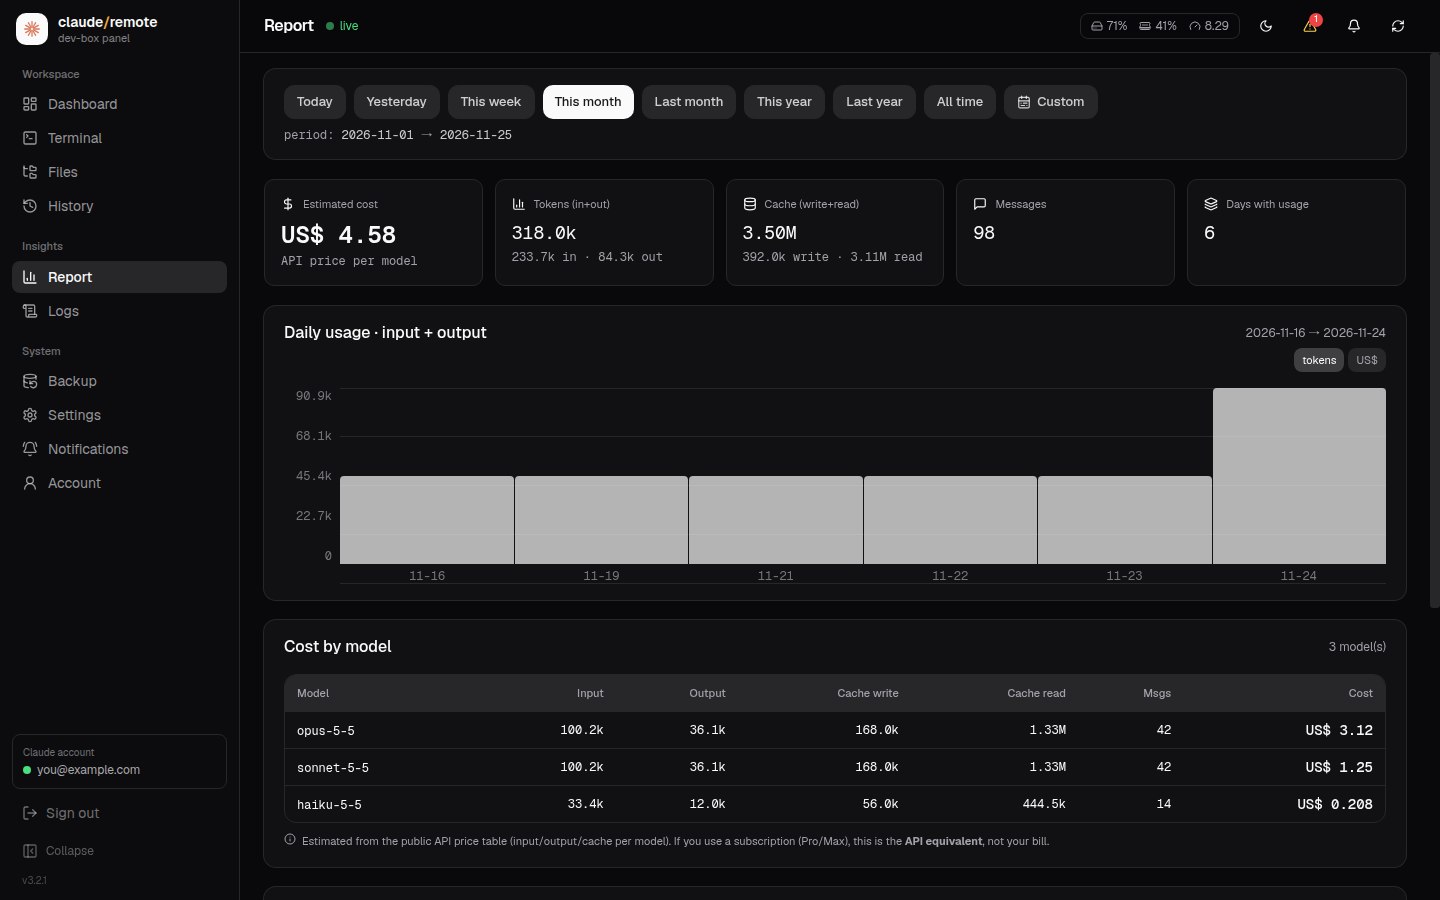 claude/remote
dev-box panel
Workspace
Dashboard
Terminal
Files
History
Insights
Report
Logs
System
Backup
Settings
Notifications
Account
Claude account
you@example.com
Sign out
Collapse
v3.2.1
Report live
71% 41% 8.29 1
Today Yesterday This week This month Last month This year Last year All time Custom
period: 2026-11-01 → 2026-11-25
Estimated cost
US$ 4.58
API price per model
Tokens (in+out)
318.0k
233.7k in · 84.3k out
Cache (write+read)
3.50M
392.0k write · 3.11M read
Messages
98
Days with usage
6
Daily usage · input + output
2026-11-16 → 2026-11-24
tokens US$
90.9k
68.1k
45.4k
22.7k
0
11-16 11-19 11-21 11-22 11-23 11-24
Cost by model
3 model(s)
Model Input Output Cache write Cache read Msgs Cost
opus-5-5 100.2k 36.1k 168.0k 1.33M 42 US$ 3.12
sonnet-5-5 100.2k 36.1k 168.0k 1.33M 42 US$ 1.25
haiku-5-5 33.4k 12.0k 56.0k 444.5k 14 US$ 0.208
Estimated from the public API price table (input/output/cache per model). If you use a subscription (Pro/Max), this is the API equivalent, not your bill.